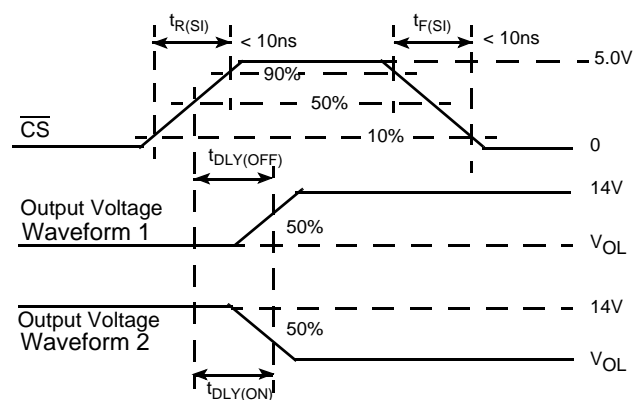 tR(SI)
< 10ns
tF(SI)
< 10ns
5.0V
90%
50%
CS
10%
0
tDLY(OFF)
14V
Output Voltage
Waveform 1
50%
VOL
14V
Output Voltage
Waveform 2
50%
VOL
tDLY(ON)